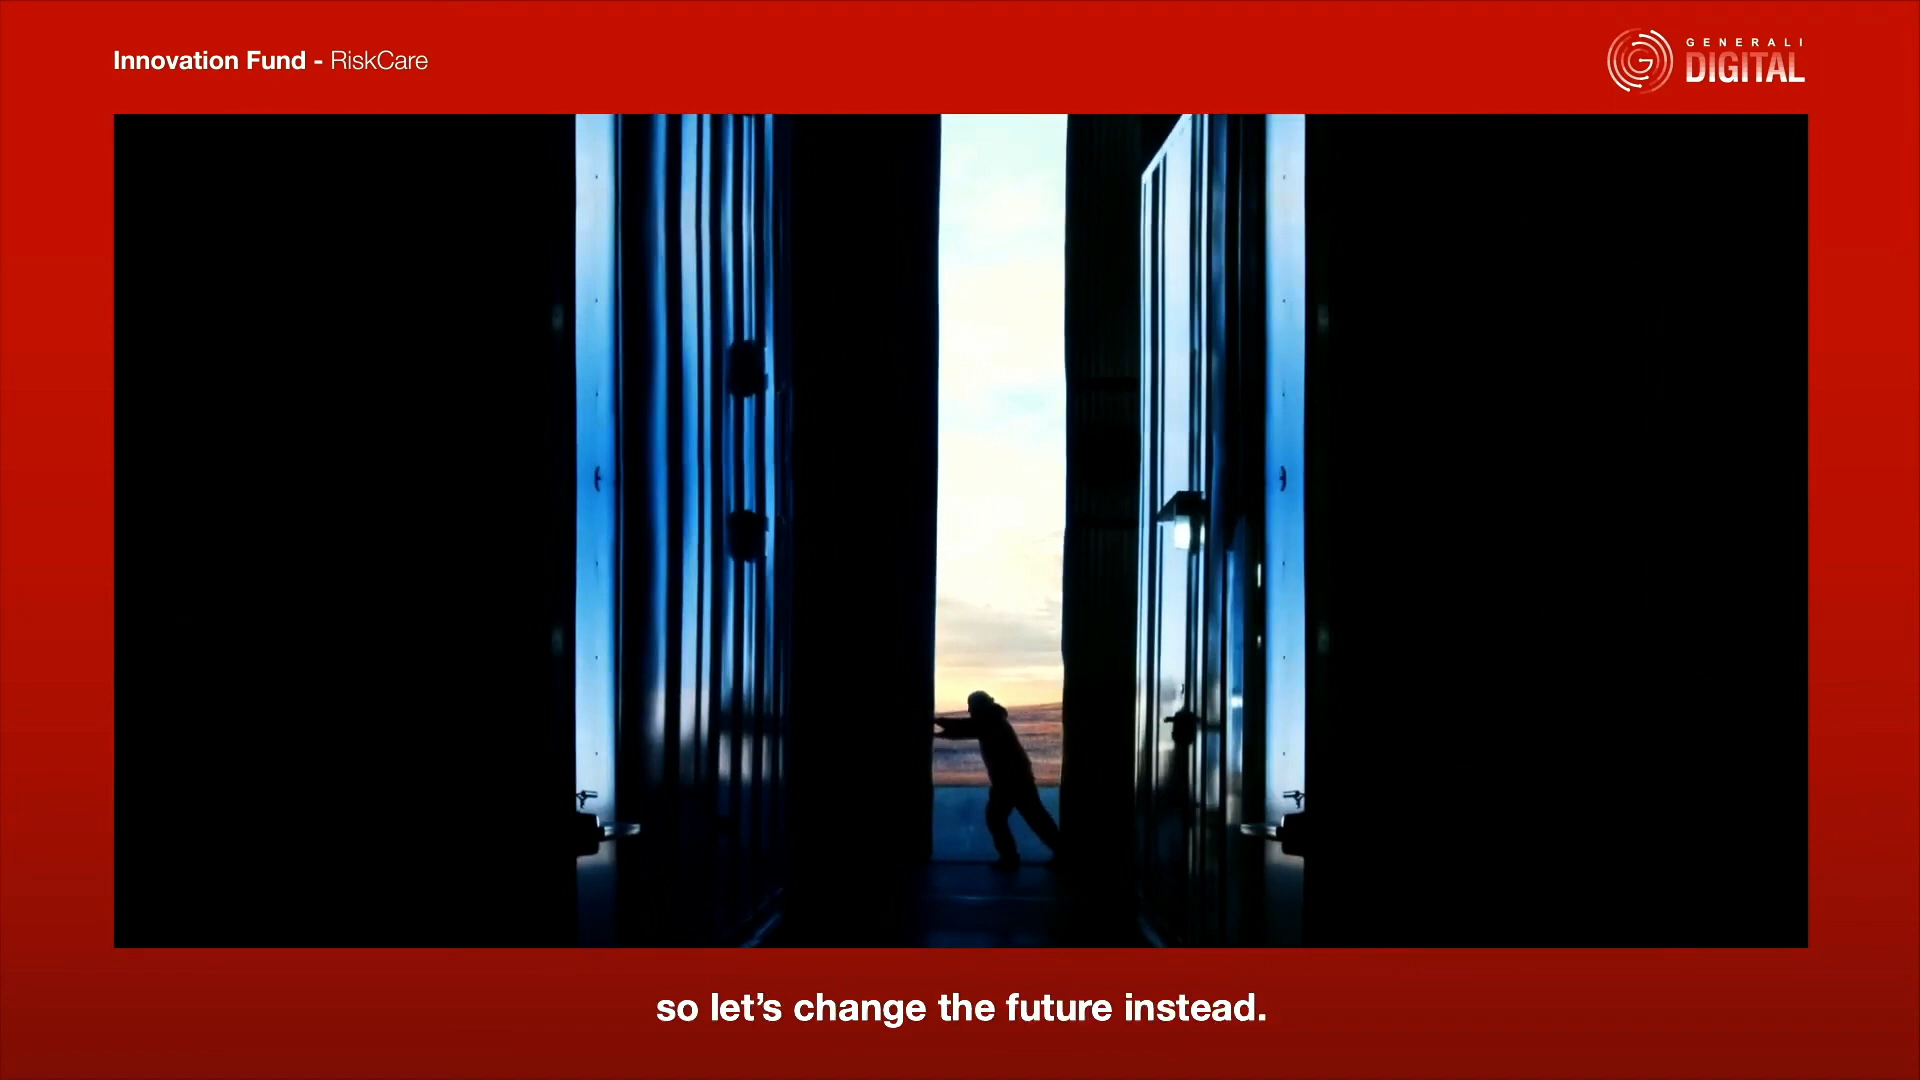 Innovation Fund - RiskCare
GENERALI
DIGITAL
so let's change the future instead.